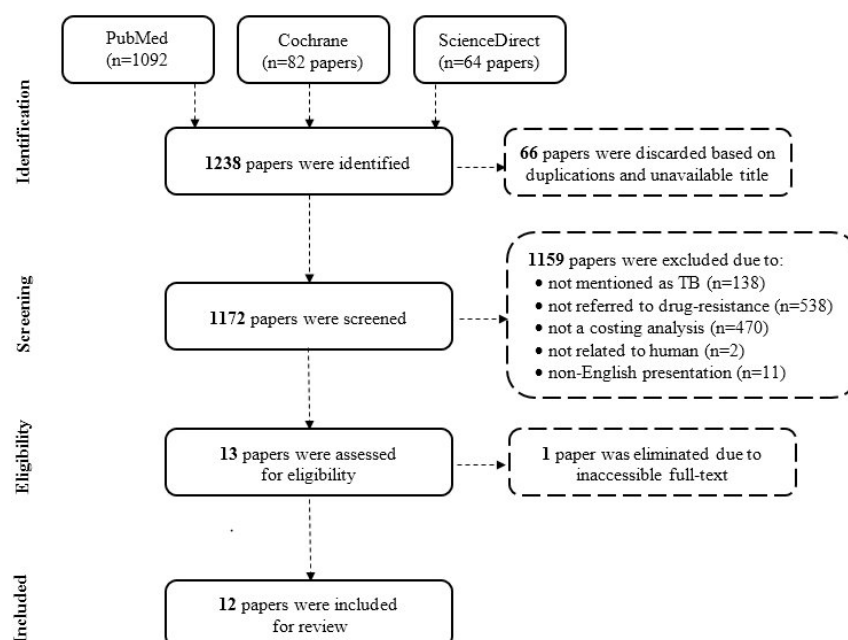 PubMed
(n=1092
Cochrane
(n=82 papers)
ScienceDirect
(n=64 papers)
Identification
1238 papers were identified
66 papers were discarded based on
duplications and unavailable title
Screening
1172 papers were screened
1159 papers were excluded due to:
• not mentioned as TB (n=138)
• not referred to drug-resistance (n=538)
• not a costing analysis (n=470)
• not related to human (n=2)
• non-English presentation (n=11)
Eligibility
13 papers were assessed
for eligibility
1 paper was eliminated due to
inaccessible full-text
Included
12 papers were included
for review